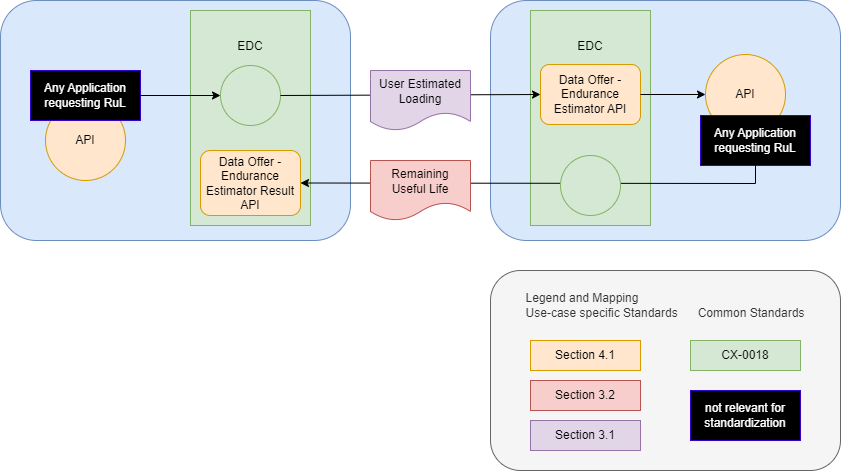 EDC
Any Application
requesting RuL
API
Data Offer -
Endurance
Estimator Result
API
User Estimated
Loading
Remaining
Useful Life
EDC
Data Offer -
Endurance
Estimator API
API
Any Application
requesting RuL
Legend and Mapping
Use-case specific Standards
Common Standards
Section 4.1
CX-0018
Section 3.2
not relevant for
standardization
Section 3.1